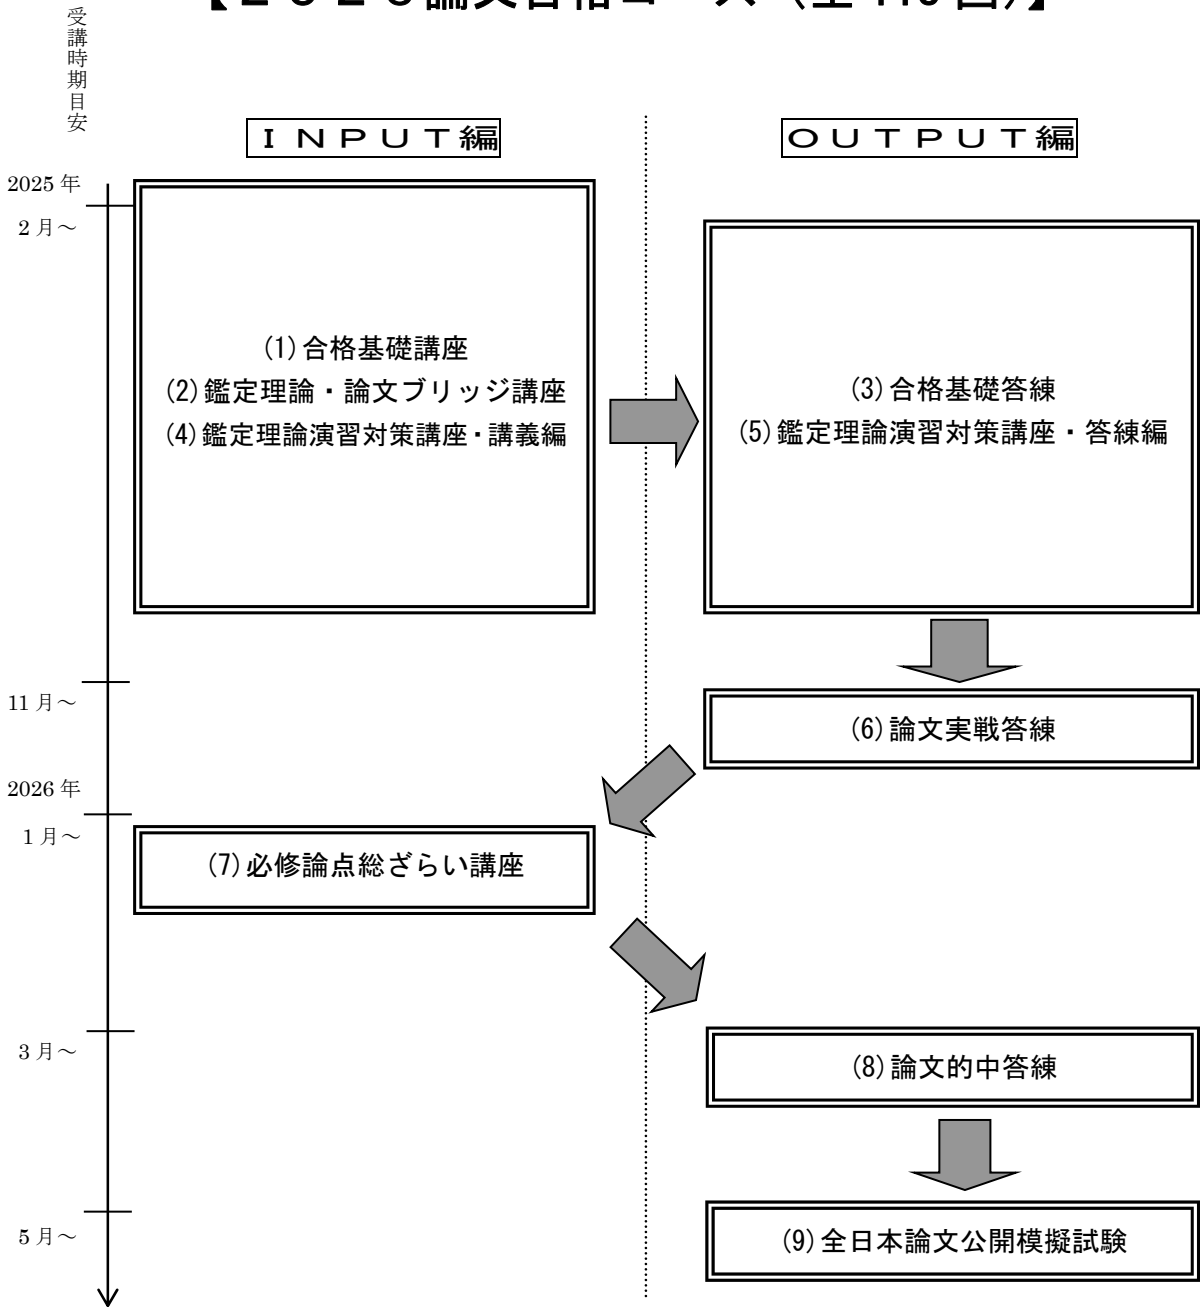 受講時期目安
INPUT編
OUTPUT編
2025年
2月～
(1)合格基礎講座
(2)鑑定理論・論文ブリッジ講座
(4)鑑定理論演習対策講座・講義編
(3)合格基礎答練
(5)鑑定理論演習対策講座・答練編
11月～
(6)論文実戦答練
2026年
1月～
(7)必修論点総ざらい講座
3月～
(8)論文的中答練
5月～
(9)全日本論文公開模擬試験